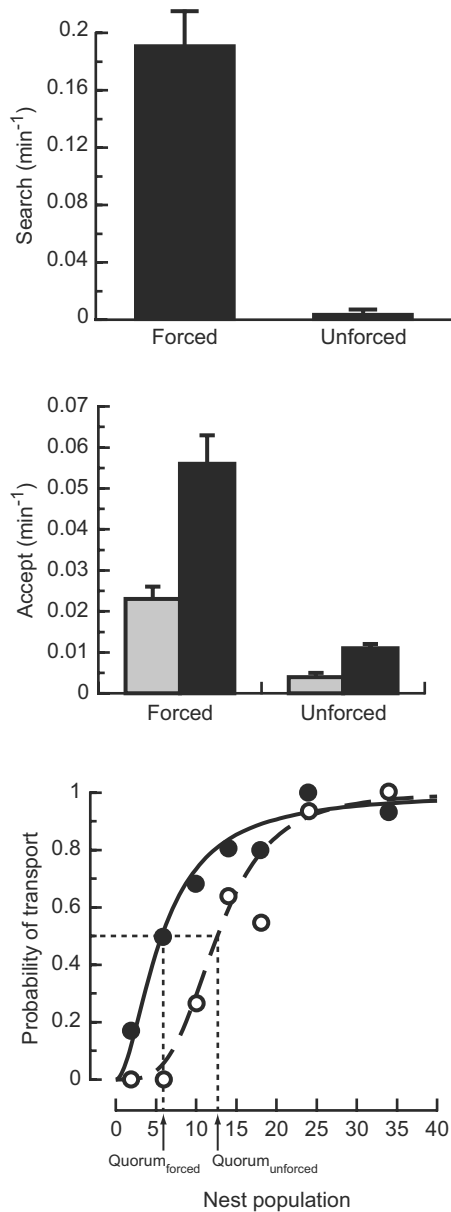 0.2
0.16
0.12
0.08
0.04
0
Search (min-1)
Forced Unforced
0.07
0.06
0.05
0.04
0.03
0.02
0.01
0
Accept (min-1)
Forced Unforced
1
0.8
0.6
0.4
0.2
0
Probability of transport
0 5 10 15 20 25 30 35 40
Quorumforced Quorumunforced
Nest population